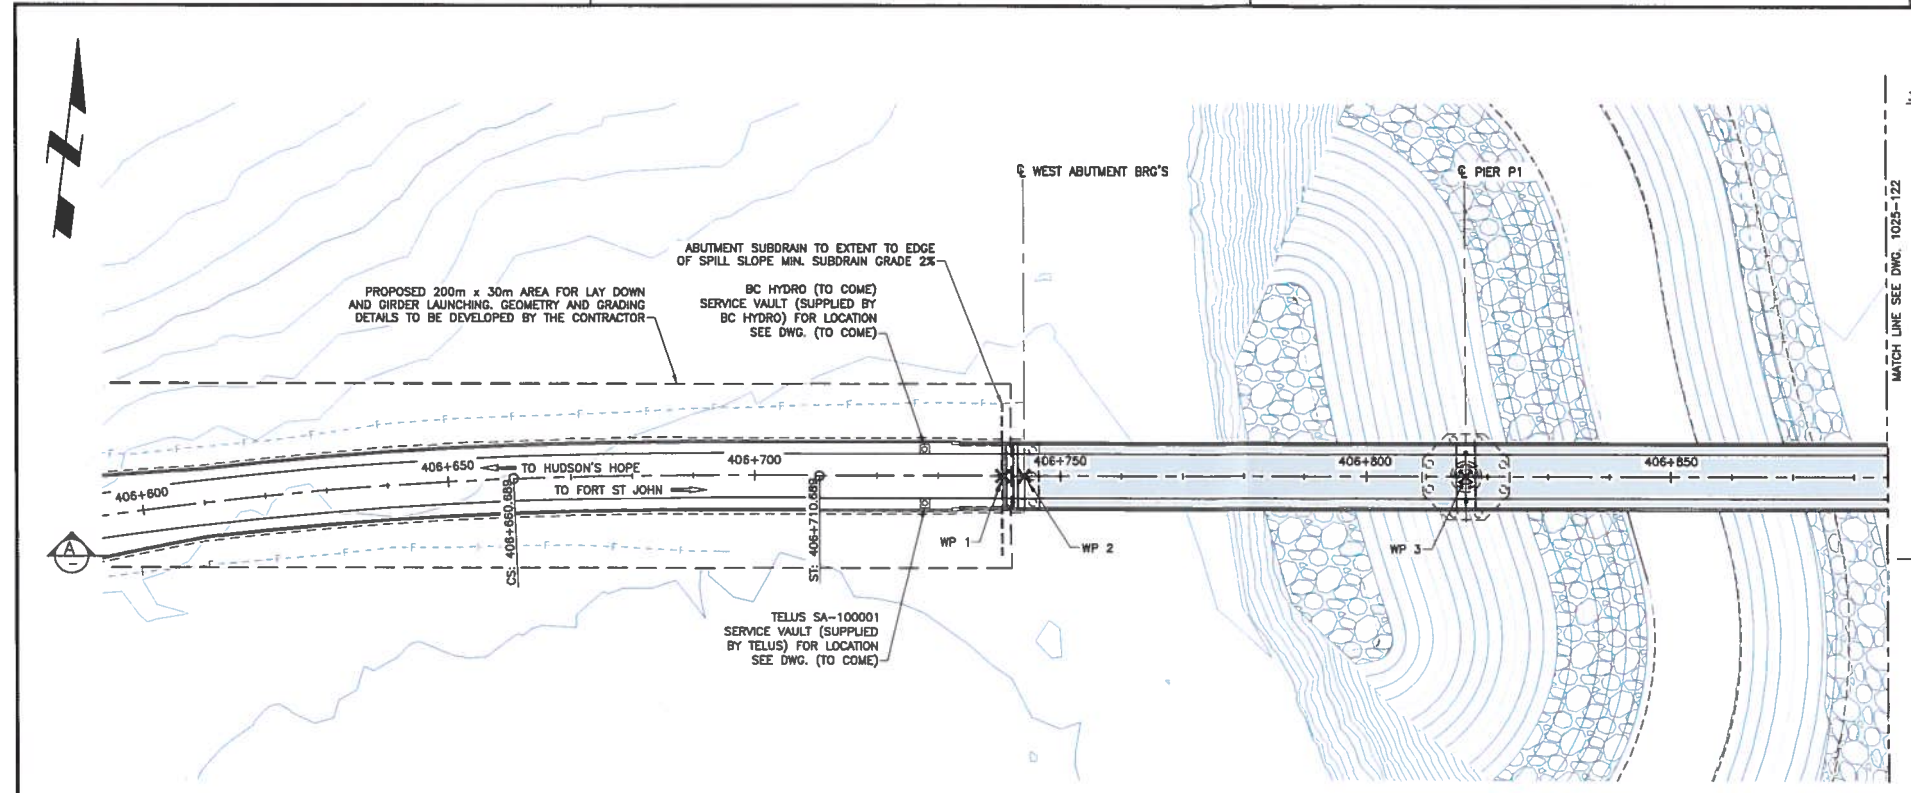 ℄ WEST ABUTMENT BRG'S
℄ PIER P1
MATCH LINE SEE DWG. 1025-122
ABUTMENT SUBDRAIN TO EXTENT TO EDGE
OF SPILL SLOPE MIN. SUBDRAIN GRADE 2%
PROPOSED 200m x 30m AREA FOR LAY DOWN
AND GIRDER LAUNCHING. GEOMETRY AND GRADING
DETAILS TO BE DEVELOPED BY THE CONTRACTOR
BC HYDRO (TO COME)
SERVICE VAULT (SUPPLIED BY
BC HYDRO) FOR LOCATION
SEE DWG. (TO COME)
406+600
406+650
TO HUDSON'S HOPE
TO FORT ST JOHN
406+700
406+750
406+800
406+850
CS: 406+660.689
ST: 406+710.689
A
WP 1
WP 2
WP 3
TELUS SA-100001
SERVICE VAULT (SUPPLIED
BY TELUS) FOR LOCATION
SEE DWG. (TO COME)